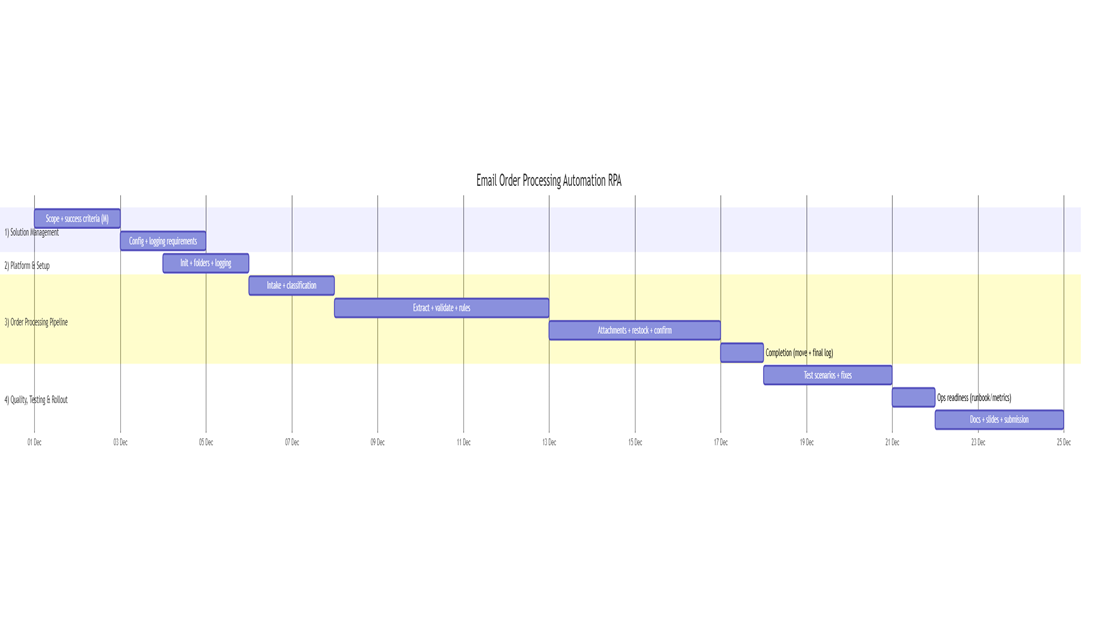 Email Order Processing Automation RPA
1) Solution Management
Scope + success criteria (M)
Config + logging requirements
2) Platform & Setup
Init + folders + logging
3) Order Processing Pipeline
Intake + classification
Extract + validate + rules
Attachments + restock + confirm
Completion (move + final log)
4) Quality, Testing & Rollout
Test scenarios + fixes
Ops readiness (runbook/metrics)
Docs + slides + submission
01 Dec 03 Dec 05 Dec 07 Dec 09 Dec 11 Dec 13 Dec 15 Dec 17 Dec 19 Dec 21 Dec 23 Dec 25 Dec